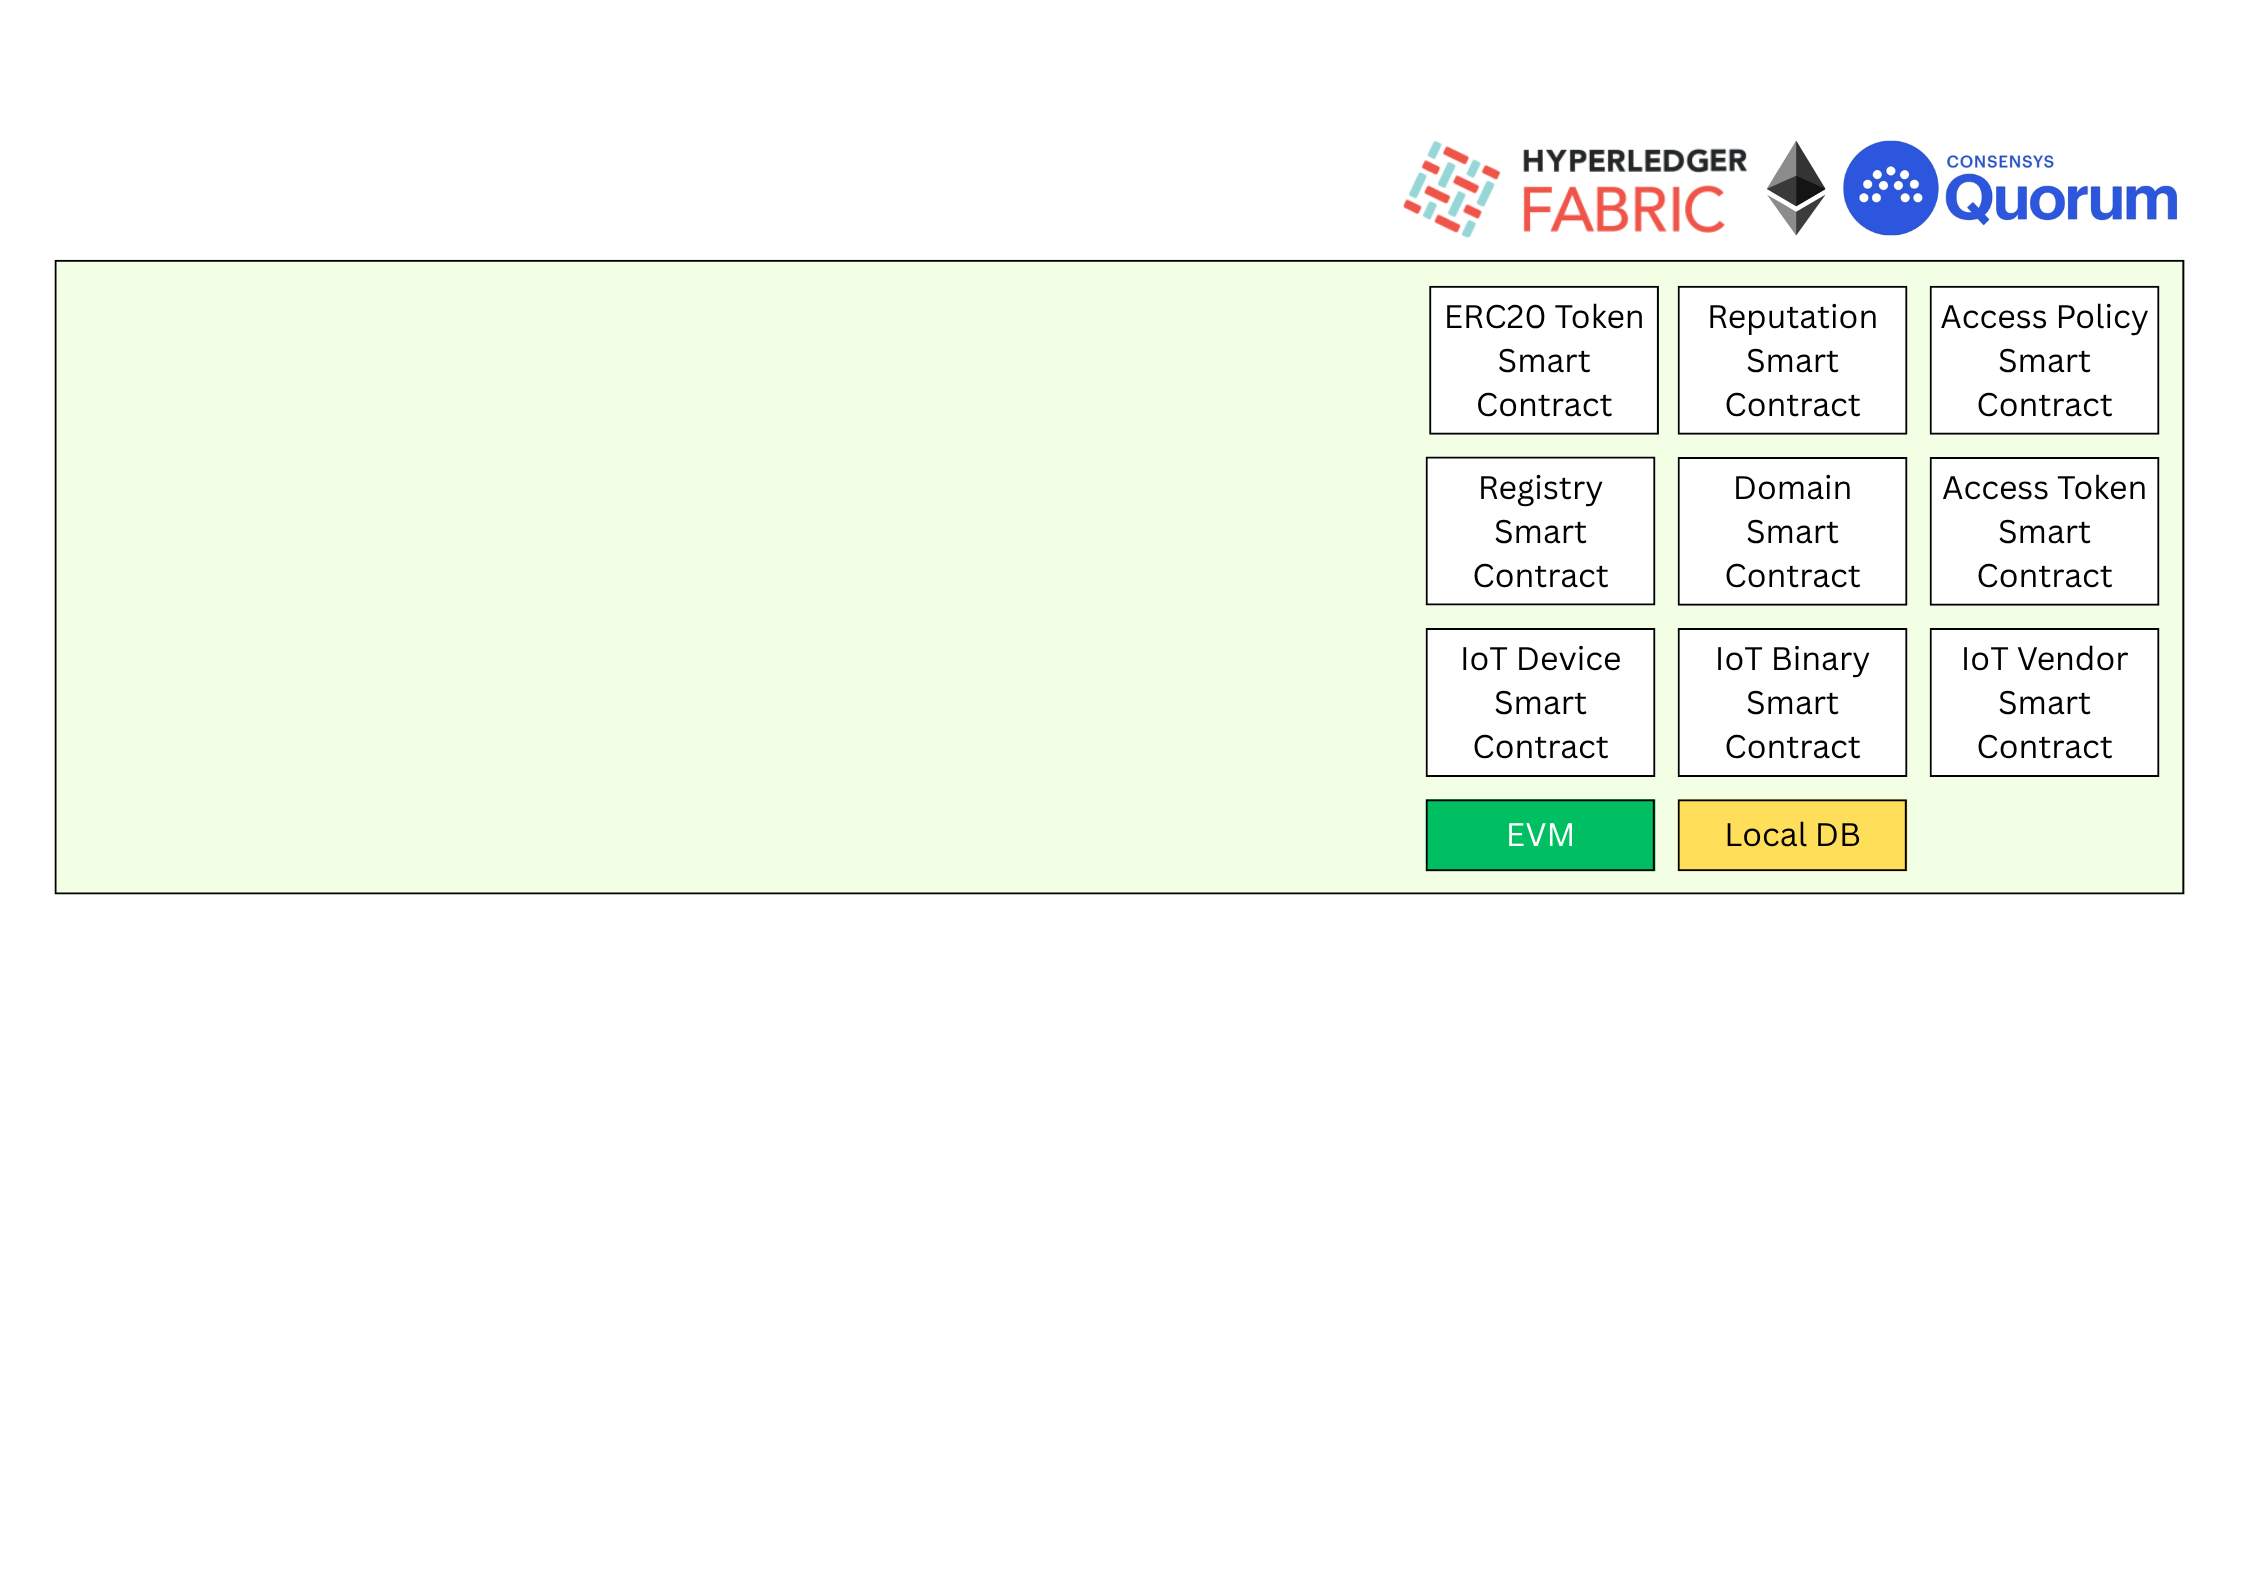 HYPERLEDGER
FABRIC
CONSENSYS
Quorum
ERC20 Token
Smart
Contract
Reputation
Smart
Contract
Access Policy
Smart
Contract
Registry
Smart
Contract
Domain
Smart
Contract
Access Token
Smart
Contract
IoT Device
Smart
Contract
IoT Binary
Smart
Contract
IoT Vendor
Smart
Contract
EVM
Local DB